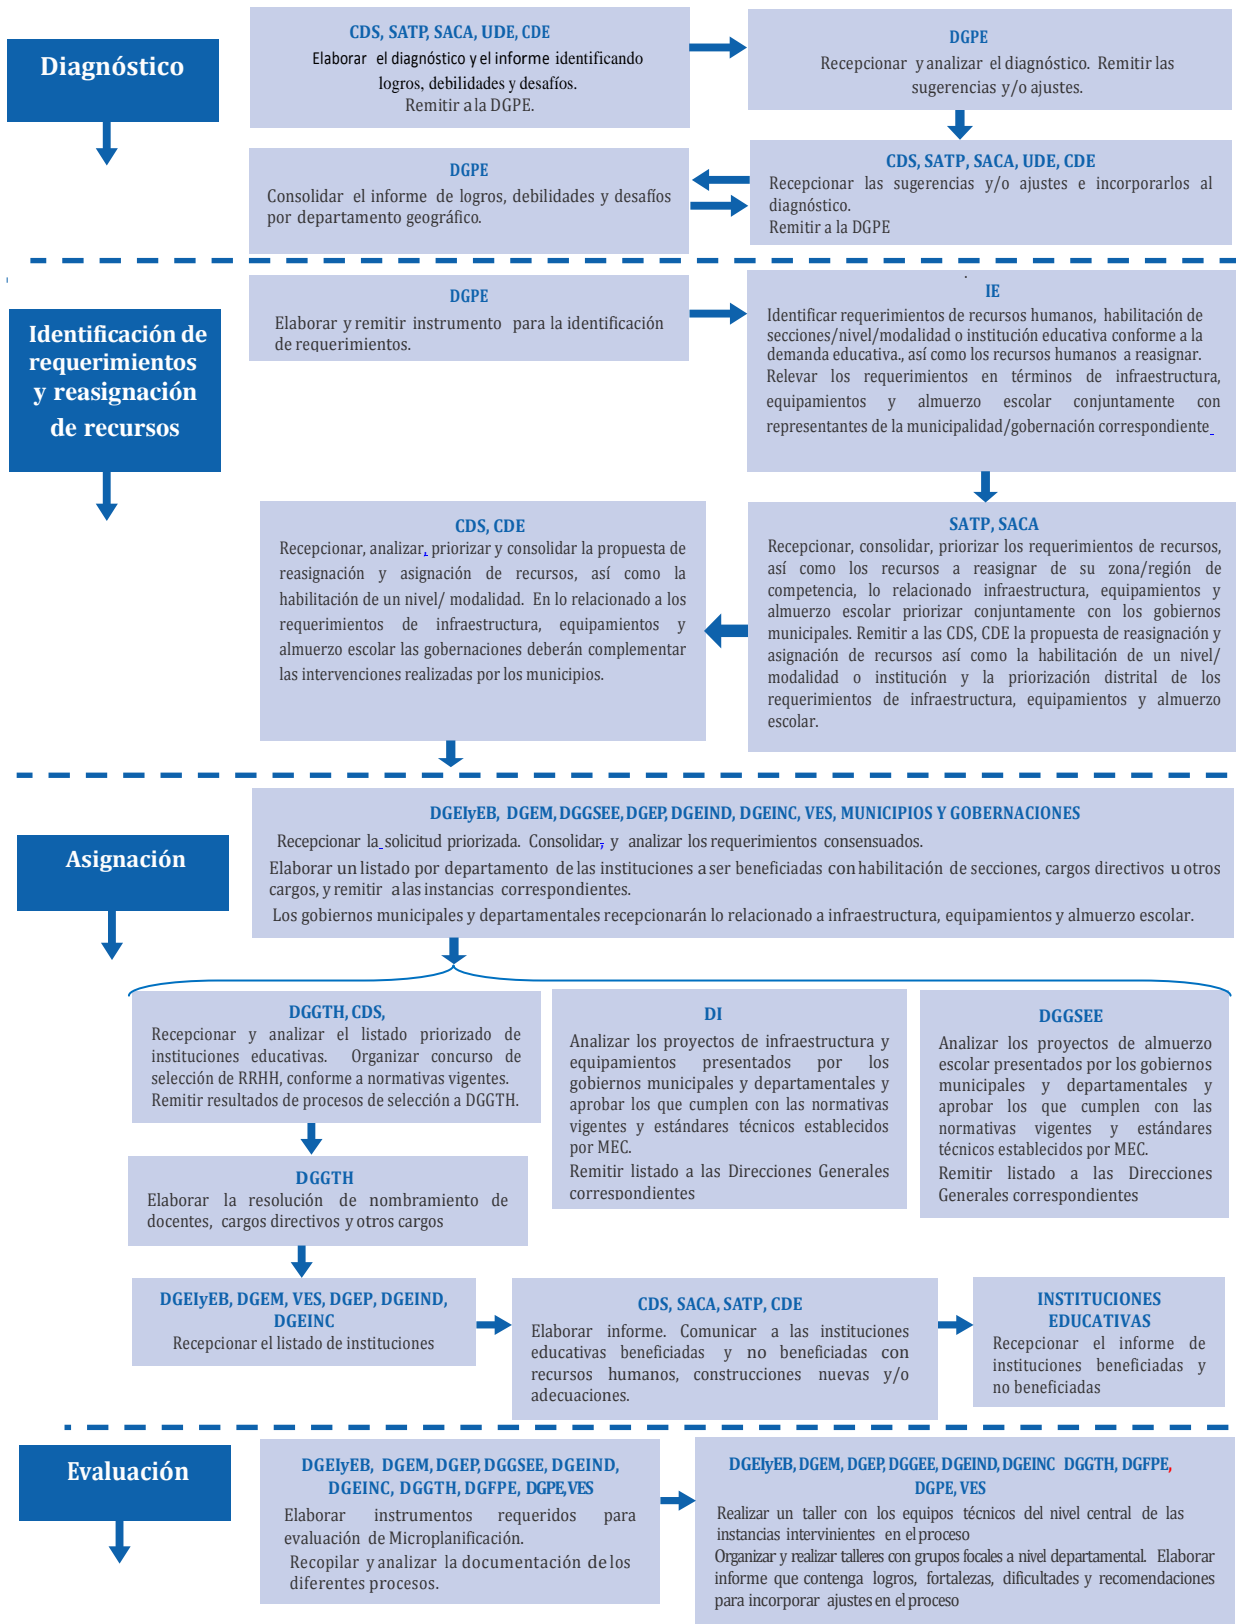 Diagnóstico
CDS, SATP, SACA, UDE, CDE
Elaborar el diagnóstico y el informe identificando
logros, debilidades y desafíos.
Remitir a la DGPE.
DGPE
Recepcionar y analizar el diagnóstico. Remitir las
sugerencias y/o ajustes.
CDS, SATP, SACA, UDE, CDE
Recepcionar las sugerencias y/o ajustes e incorporarlos al
diagnóstico.
Remitir a la DGPE
DGPE
Consolidar el informe de logros, debilidades y desafíos
por departamento geográfico.
Identificación de
requerimientos
y reasignación
de recursos
DGPE
Elaborar y remitir instrumento para la identificación
de requerimientos.
IE
Identificar requerimientos de recursos humanos, habilitación de
secciones/nivel/modalidad o institución educativa conforme a la
demanda educativa., así como los recursos humanos a reasignar.
Relevar los requerimientos en términos de infraestructura,
equipamientos y almuerzo escolar conjuntamente con
representantes de la municipalidad/gobernación correspondiente
SATP, SACA
Recepcionar, consolidar, priorizar los requerimientos de recursos,
así como los recursos a reasignar de su zona/región de
competencia, lo relacionado infraestructura, equipamientos y
almuerzo escolar priorizar conjuntamente con los gobiernos
municipales. Remitir a las CDS, CDE la propuesta de reasignación y
asignación de recursos así como la habilitación de un nivel/
modalidad o institución y la priorización distrital de los
requerimientos de infraestructura, equipamientos y almuerzo
escolar.
CDS, CDE
Recepcionar, analizar, priorizar y consolidar la propuesta de
reasignación y asignación de recursos, así como la
habilitación de un nivel/ modalidad. En lo relacionado a los
requerimientos de infraestructura, equipamientos y
almuerzo escolar las gobernaciones deberán complementar
las intervenciones realizadas por los municipios.
Asignación
DGEIyEB, DGEM, DGGSEE, DGEP, DGEIND, DGEINC, VES, MUNICIPIOS Y GOBERNACIONES
Recepcionar la solicitud priorizada. Consolidar, y analizar los requerimientos consensuados.
Elaborar un listado por departamento de las instituciones a ser beneficiadas con habilitación de secciones, cargos directivos u otros
cargos, y remitir a las instancias correspondientes.
Los gobiernos municipales y departamentales recepcionarán lo relacionado a infraestructura, equipamientos y almuerzo escolar.
DGGTH, CDS,
Recepcionar y analizar el listado priorizado de
instituciones educativas. Organizar concurso de
selección de RRHH, conforme a normativas vigentes.
Remitir resultados de procesos de selección a DGGTH.
DI
Analizar los proyectos de infraestructura y
equipamientos presentados por los
gobiernos municipales y departamentales y
aprobar los que cumplen con las normativas
vigentes y estándares técnicos establecidos
por MEC.
Remitir listado a las Direcciones Generales
correspondientes
DGGSEE
Analizar los proyectos de almuerzo
escolar presentados por los gobiernos
municipales y departamentales y
aprobar los que cumplen con las
normativas vigentes y estándares
técnicos establecidos por MEC.
Remitir listado a las Direcciones
Generales correspondientes
DGGTH
Elaborar la resolución de nombramiento de
docentes, cargos directivos y otros cargos
DGEIyEB, DGEM, VES, DGEP, DGEIND,
DGEINC
Recepcionar el listado de instituciones
CDS, SACA, SATP, CDE
Elaborar informe. Comunicar a las instituciones
educativas beneficiadas y no beneficiadas con
recursos humanos, construcciones nuevas y/o
adecuaciones.
INSTITUCIONES
EDUCATIVAS
Recepcionar el informe de
instituciones beneficiadas y
no beneficiadas
Evaluación
DGEIyEB, DGEM, DGEP, DGGSEE, DGEIND,
DGEINC, DGGTH, DGFPE, DGPE, VES
Elaborar instrumentos requeridos para
evaluación de Microplanificación.
Recopilar y analizar la documentación de los
diferentes procesos.
DGEIyEB, DGEM, DGEP, DGGEE, DGEIND, DGEINC DGGTH, DGFPE,
DGPE, VES
Realizar un taller con los equipos técnicos del nivel central de las
instancias intervinientes en el proceso
Organizar y realizar talleres con grupos focales a nivel departamental. Elaborar
informe que contenga logros, fortalezas, dificultades y recomendaciones
para incorporar ajustes en el proceso